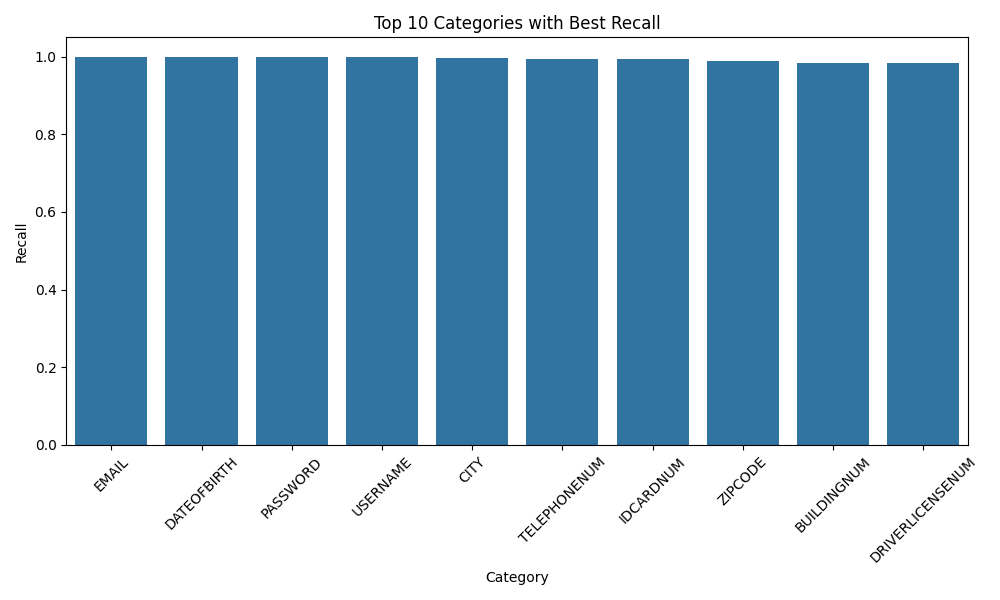 Top 10 Categories with Best Recall
1.0
0.8
0.6
0.4
0.2
0.0
Recall
EMAIL
DATEOFBIRTH
PASSWORD
USERNAME
CITY
TELEPHONENUM
IDCARDNUM
ZIPCODE
BUILDINGNUM
DRIVERLICENSENUM
Category